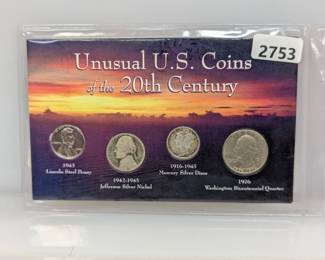 2753
Unusual U.S. Coins
of the 20th Century
1943
Lincoln Steel Penny
1942-1945
Jefferson Silver Nickel
1916-1945
Mercury Silver Dime
1976
Washington Bicentennial Quarter